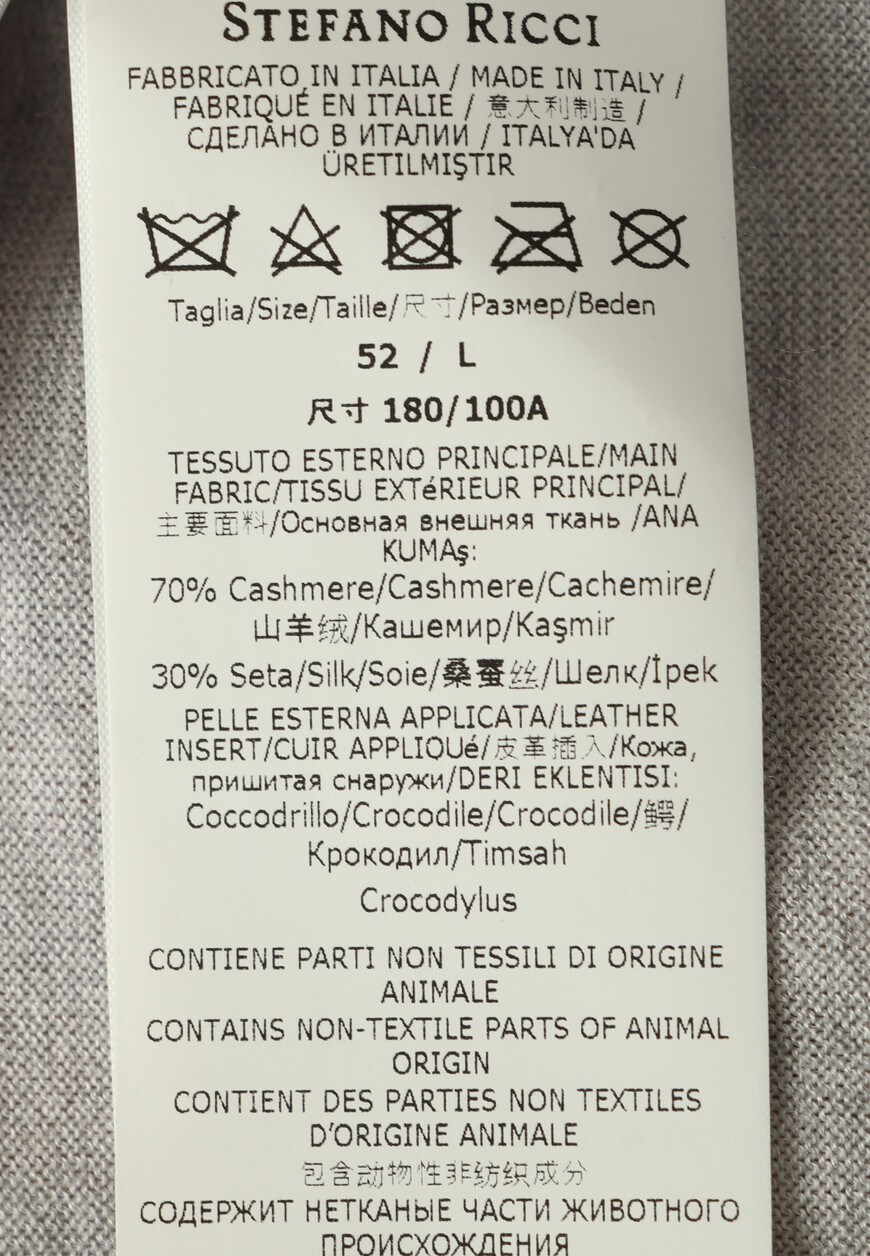 STEFANO RICCI
FABBRICATO IN ITALIA / MADE IN ITALY /
FABRIQUÉ EN ITALIE / 意大利制造 /
СДЕЛАНО В ИТАЛИИ / ITALYA'DA
ÜRETILMIŞTIR
Taglia/Size/Taille/尺寸/Размер/Beden
52 / L
尺寸 180/100A
TESSUTO ESTERNO PRINCIPALE/MAIN
FABRIC/TISSU EXTéRIEUR PRINCIPAL/
主要面料/Основная внешняя ткань /ANA
KUMAş:
70% Cashmere/Cashmere/Cachemire/
山羊绒/Кашемир/Kaşmir
30% Seta/Silk/Soie/桑蚕丝/Шелк/İpek
PELLE ESTERNA APPLICATA/LEATHER
INSERT/CUIR APPLIQUé/皮革插入/Кожа,
пришитая снаружи/DERI EKLENTISI:
Coccodrillo/Crocodile/Crocodile/鳄/
Крокодил/Timsah
Crocodylus
CONTIENE PARTI NON TESSILI DI ORIGINE
ANIMALE
CONTAINS NON-TEXTILE PARTS OF ANIMAL
ORIGIN
CONTIENT DES PARTIES NON TEXTILES
D'ORIGINE ANIMALE
包含动物性非纺织成分
СОДЕРЖИТ НЕТКАНЫЕ ЧАСТИ ЖИВОТНОГО
ПРОИСХОЖДЕНИЯ